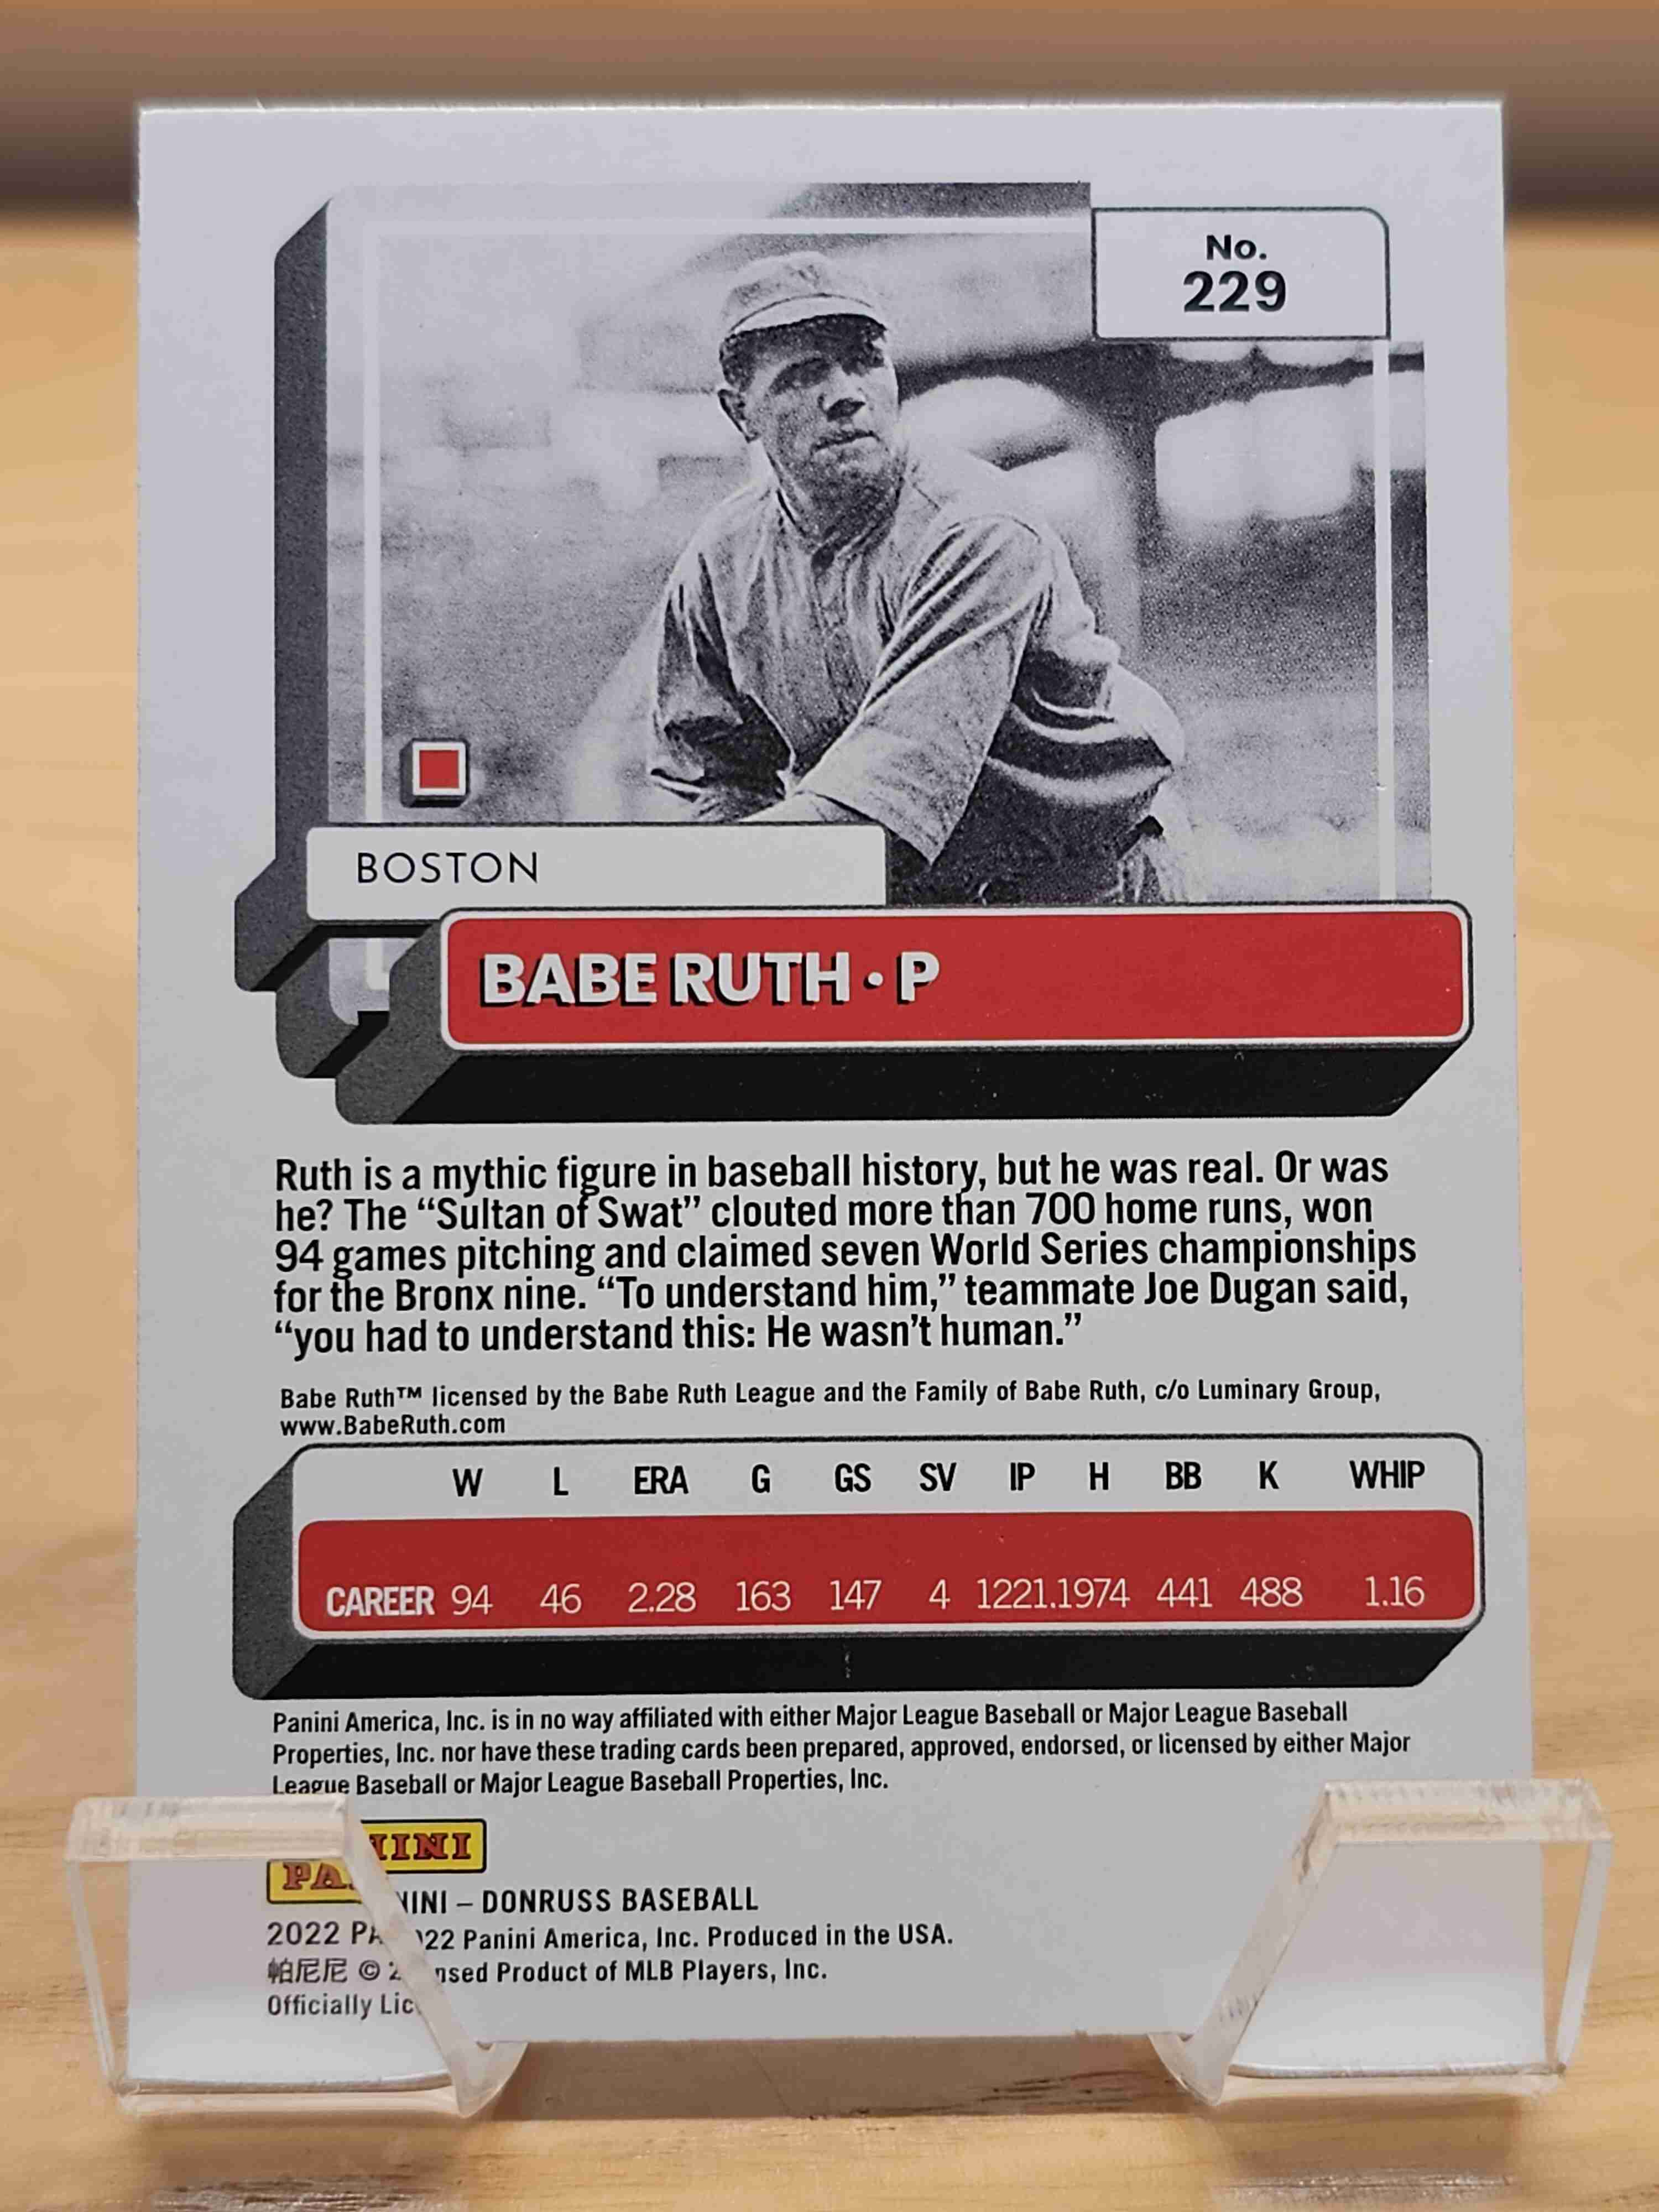 No.
229
BOSTON
BABE RUTH • P
Ruth is a mythic figure in baseball history, but he was real. Or was
he? The “Sultan of Swat” clouted more than 700 home runs, won
94 games pitching and claimed seven World Series championships
for the Bronx nine. “To understand him,” teammate Joe Dugan said,
“you had to understand this: He wasn't human.”
Babe Ruth™ licensed by the Babe Ruth League and the Family of Babe Ruth, c/o Luminary Group,
www.BabeRuth.com
W L ERA G GS SV IP H BB K WHIP
CAREER 94 46 2.28 163 147 4 1221.1 974 441 488 1.16
Panini America, Inc. is in no way affiliated with either Major League Baseball or Major League Baseball
Properties, Inc. nor have these trading cards been prepared, approved, endorsed, or licensed by either Major
League Baseball or Major League Baseball Properties, Inc.
PANINI
2022 PANINI – DONRUSS BASEBALL
帕尼尼 © 2022 Panini America, Inc. Produced in the USA.
Officially Licensed Product of MLB Players, Inc.